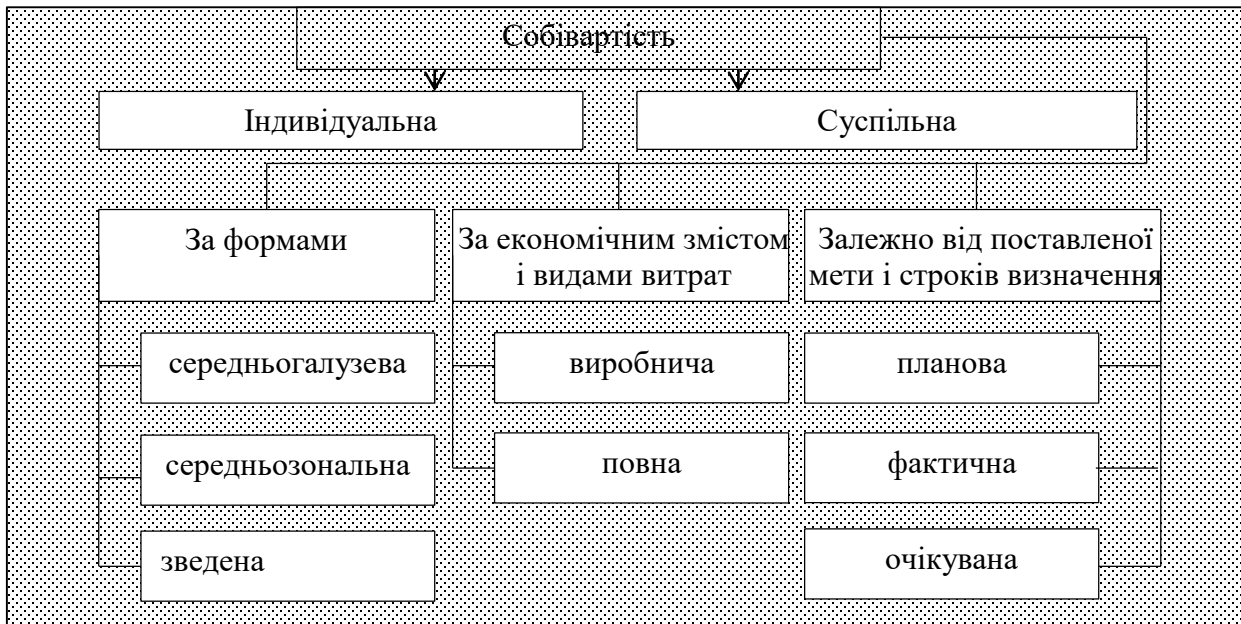 Собівартість
Індивідуальна
Суспільна
За формами
За економічним змістом
і видами витрат
Залежно від поставленої
мети і строків визначення
середньогалузева
виробнича
планова
середньозональна
повна
фактична
зведена
очікувана